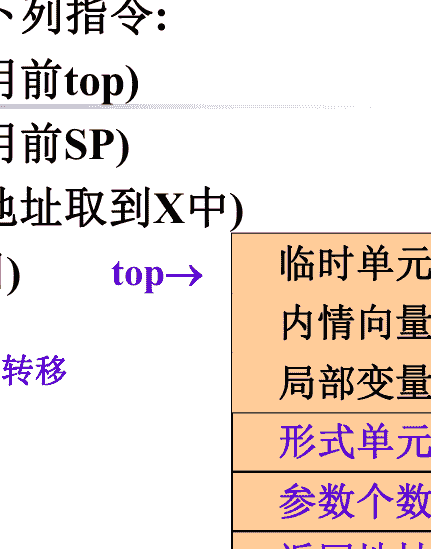 下列指令:
用前top)
用前SP)
地址取到X中)
top→
转移
临时单元
内情向量
局部变量
形式单元
参数个数